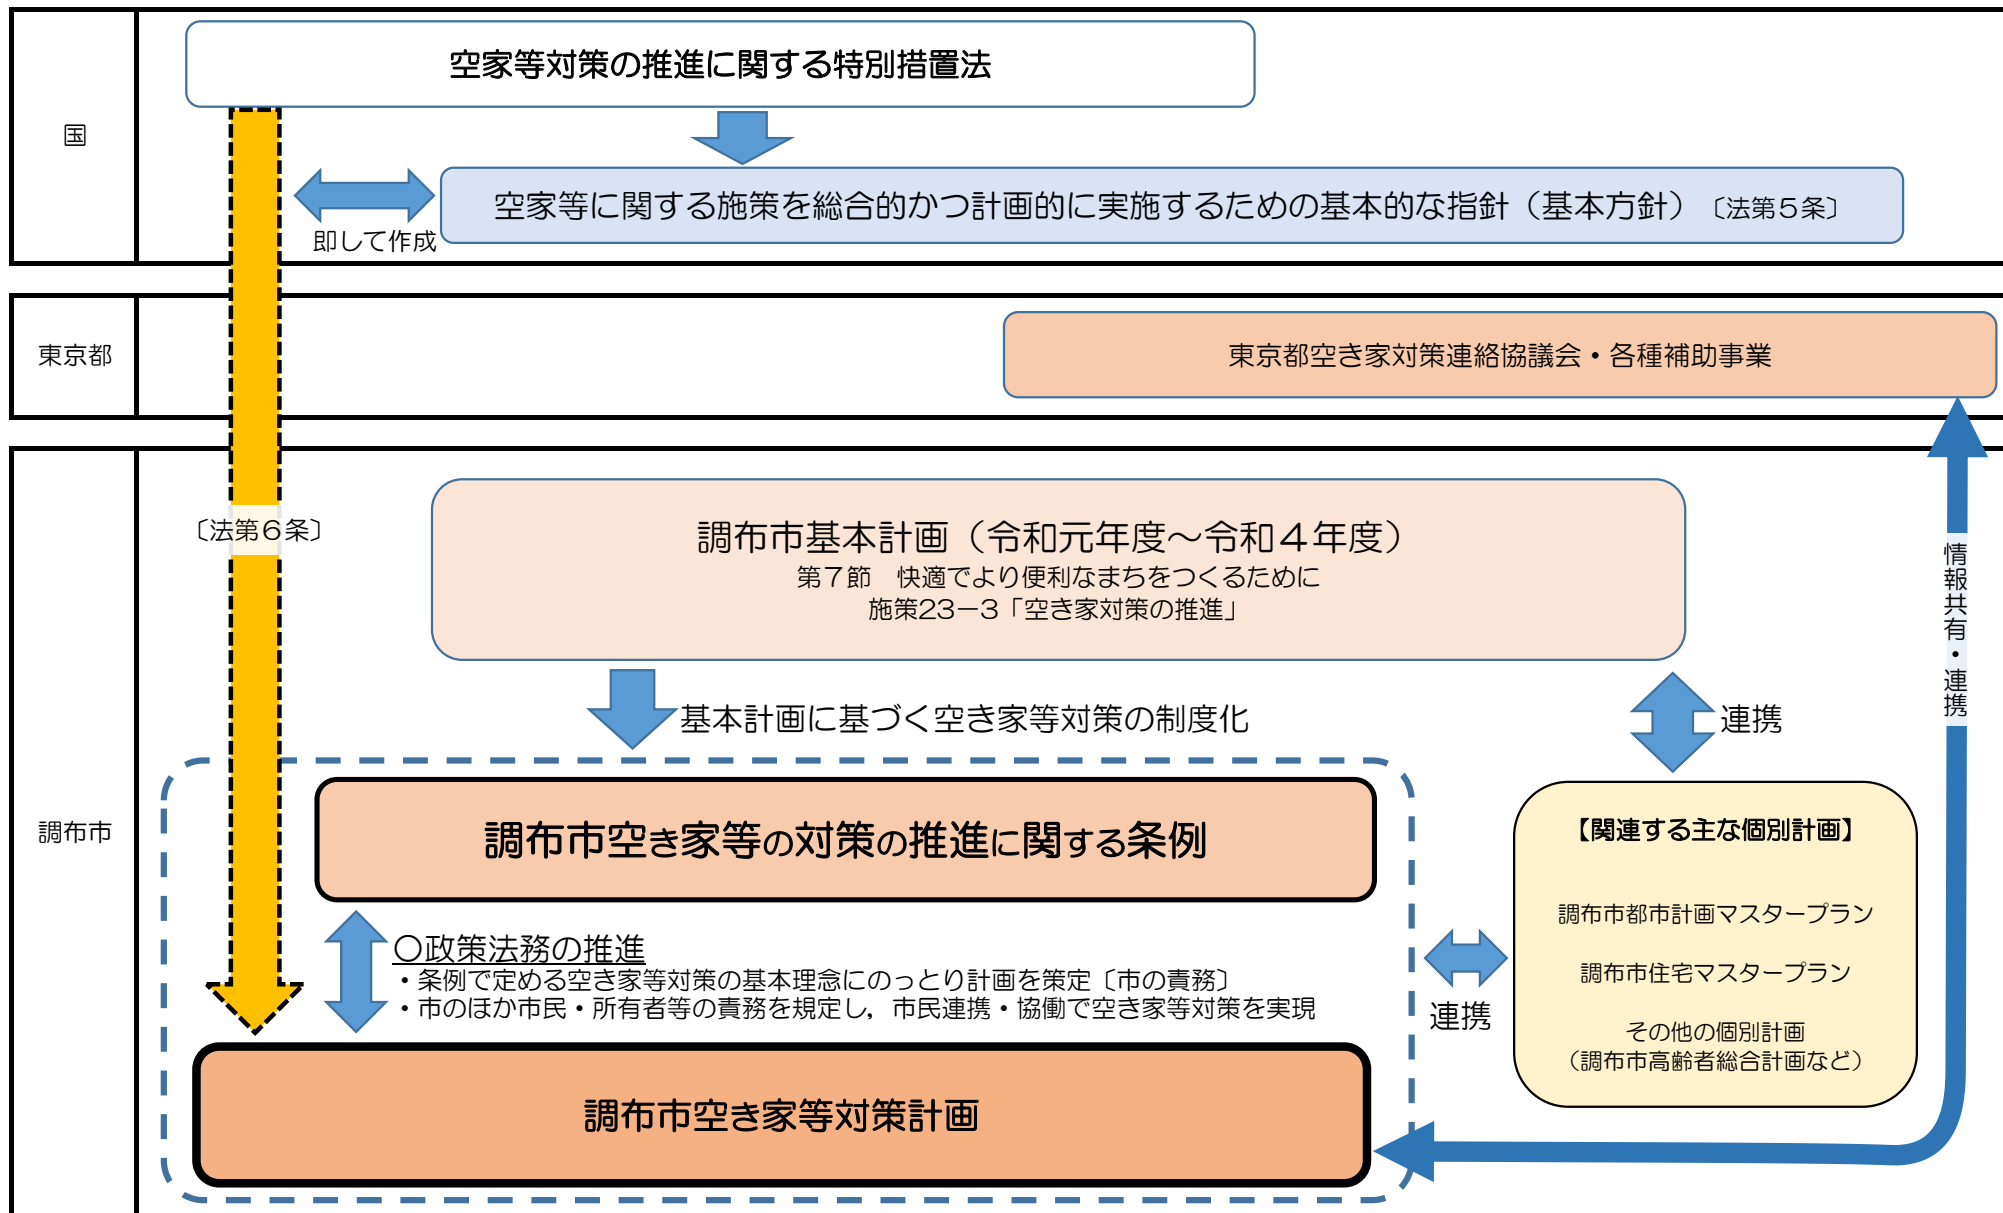 国
空家等対策の推進に関する特別措置法
空家等に関する施策を総合的かつ計画的に実施するための基本的な指針（基本方針）〔法第５条〕
即して作成
東京都
東京都空き家対策連絡協議会・各種補助事業
調布市
〔法第６条〕
調布市基本計画（令和元年度～令和４年度）
第７節　快適でより便利なまちをつくるために
施策23－3「空き家対策の推進」
情報共有・連携
基本計画に基づく空き家等対策の制度化
連携
調布市空き家等の対策の推進に関する条例
〇政策法務の推進
・条例で定める空き家等対策の基本理念にのっとり計画を策定〔市の責務〕
・市のほか市民・所有者等の責務を規定し，市民連携・協働で空き家等対策を実現
連携
【関連する主な個別計画】
調布市都市計画マスタープラン
調布市住宅マスタープラン
その他の個別計画
（調布市高齢者総合計画など）
調布市空き家等対策計画